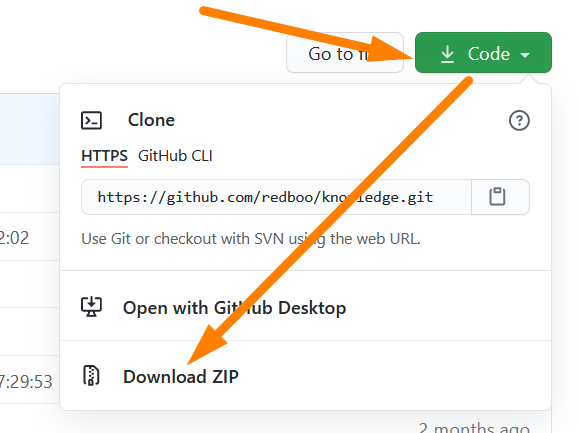 Go to fi
Code
Clone
HTTPS GitHub CLI
https://github.com/redboo/knowledge.git
2:02
Use Git or checkout with SVN using the web URL.
Open with GitHub Desktop
Download ZIP
7:29:53
2 months ago